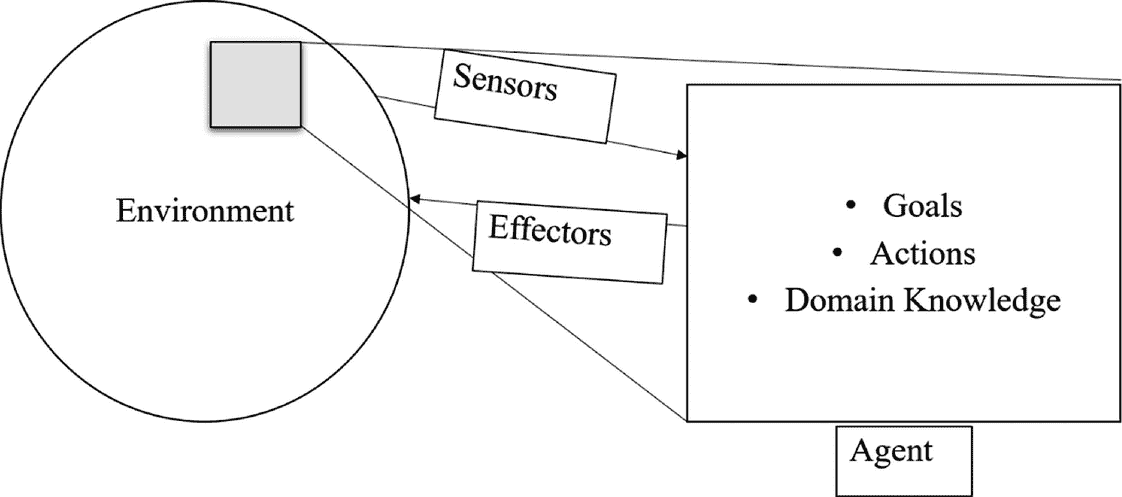 Sensors
Environment
Effectors
• Goals
• Actions
• Domain Knowledge
Agent